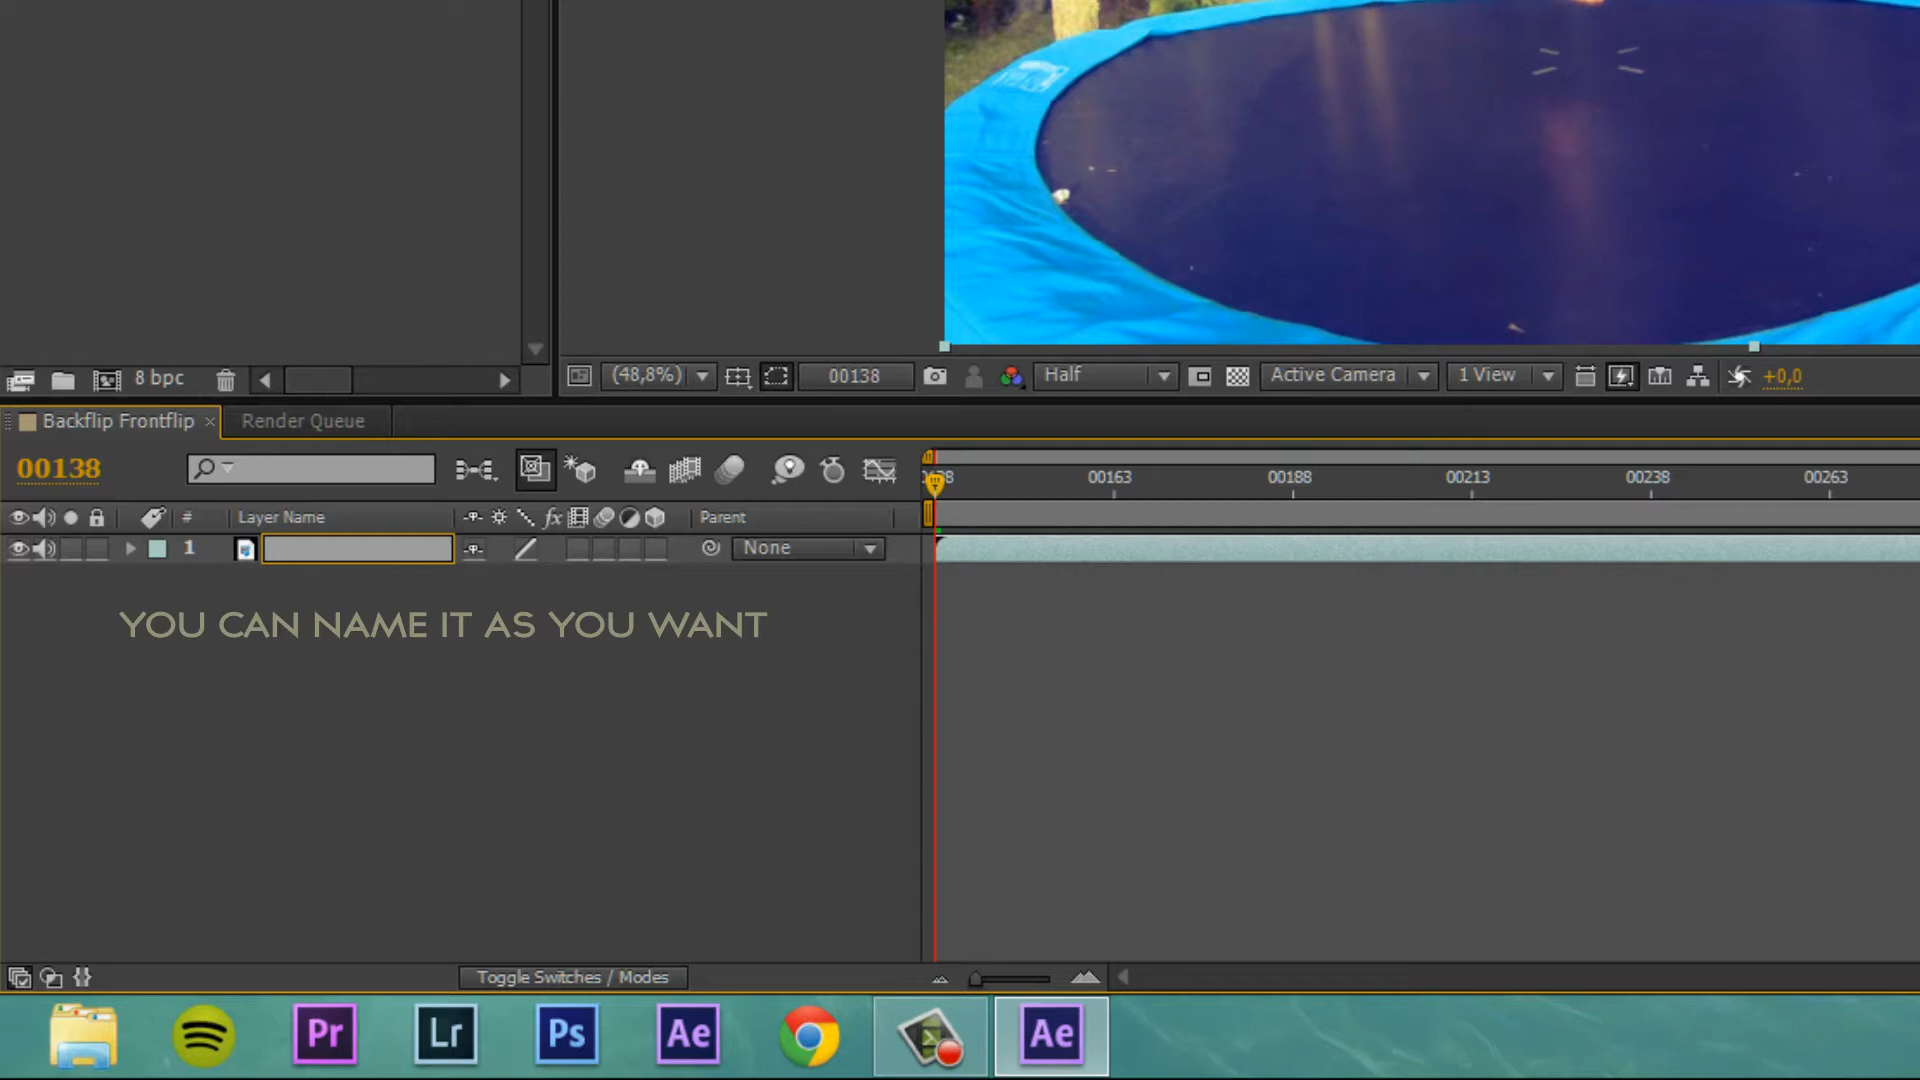 8 bpc
(48,8%)
00138
Half
Active Camera
1 View
+0,0
Backflip Frontflip ×
Render Queue
00138
00163
00188
00213
00238
00263
#
Layer Name
fx
Parent
1
None
YOU CAN NAME IT AS YOU WANT
Toggle Switches / Modes
Pr
Lr
Ps
Ae
Ae